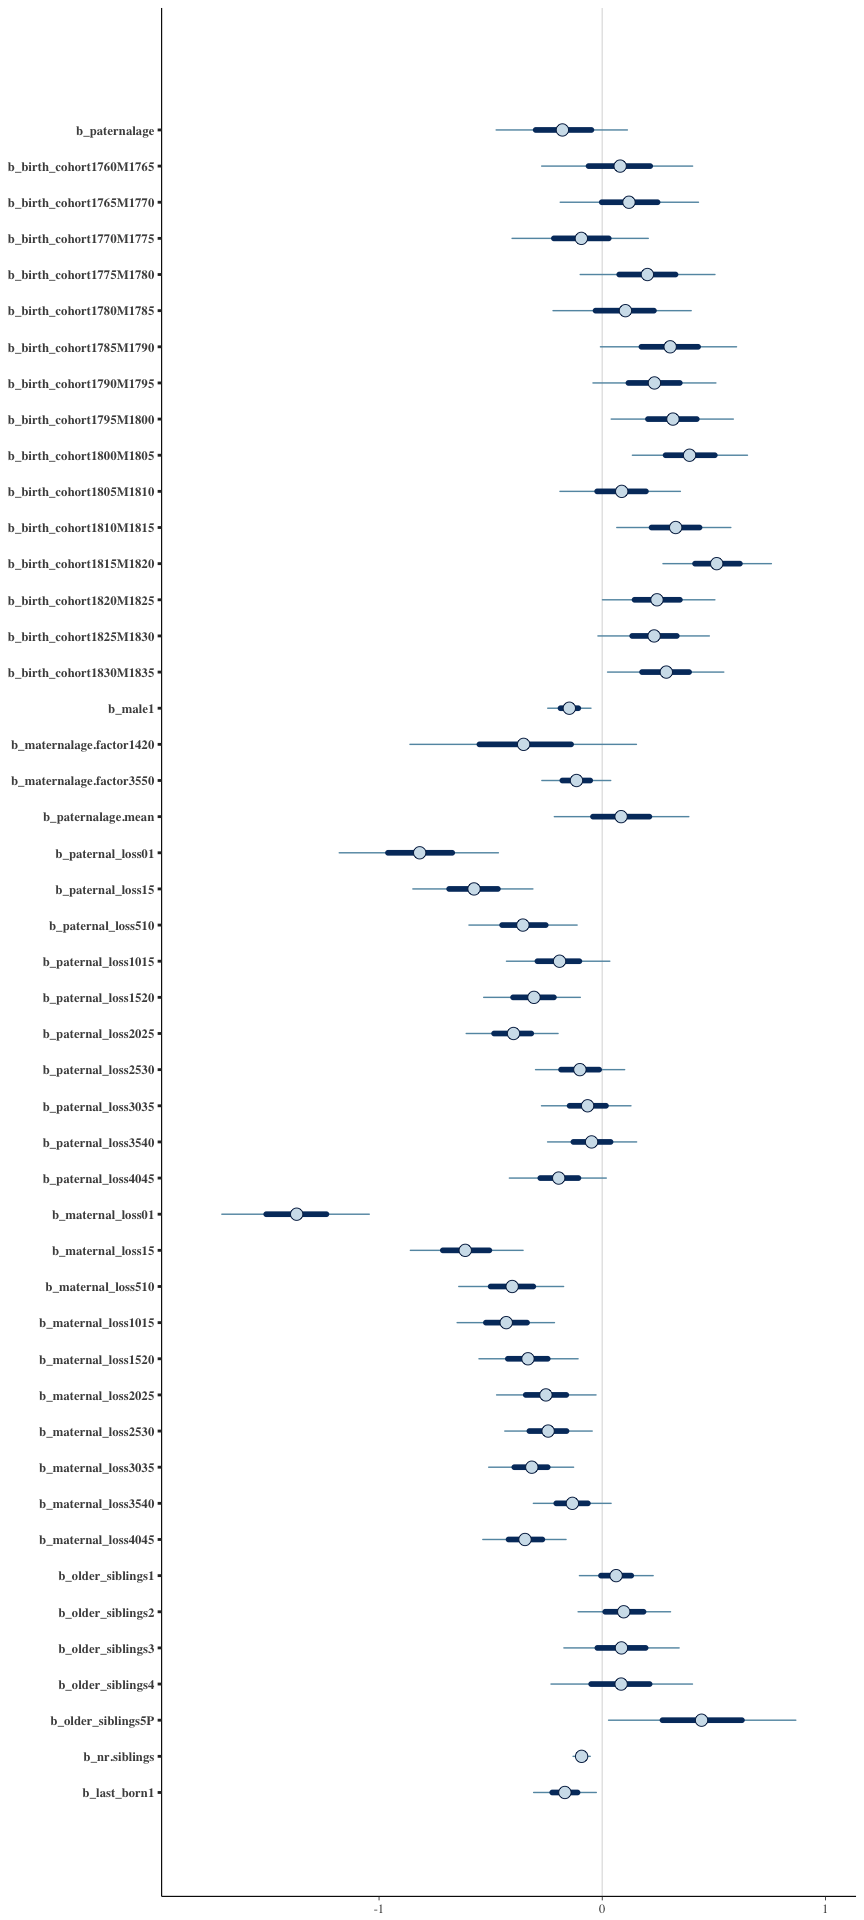 b_paternalage
b_birth_cohort1760M1765
b_birth_cohort1765M1770
b_birth_cohort1770M1775
b_birth_cohort1775M1780
b_birth_cohort1780M1785
b_birth_cohort1785M1790
b_birth_cohort1790M1795
b_birth_cohort1795M1800
b_birth_cohort1800M1805
b_birth_cohort1805M1810
b_birth_cohort1810M1815
b_birth_cohort1815M1820
b_birth_cohort1820M1825
b_birth_cohort1825M1830
b_birth_cohort1830M1835
b_male1
b_maternalage.factor1420
b_maternalage.factor3550
b_paternalage.mean
b_paternal_loss01
b_paternal_loss15
b_paternal_loss510
b_paternal_loss1015
b_paternal_loss1520
b_paternal_loss2025
b_paternal_loss2530
b_paternal_loss3035
b_paternal_loss3540
b_paternal_loss4045
b_maternal_loss01
b_maternal_loss15
b_maternal_loss510
b_maternal_loss1015
b_maternal_loss1520
b_maternal_loss2025
b_maternal_loss2530
b_maternal_loss3035
b_maternal_loss3540
b_maternal_loss4045
b_older_siblings1
b_older_siblings2
b_older_siblings3
b_older_siblings4
b_older_siblings5P
b_nr.siblings
b_last_born1
-1 0 1